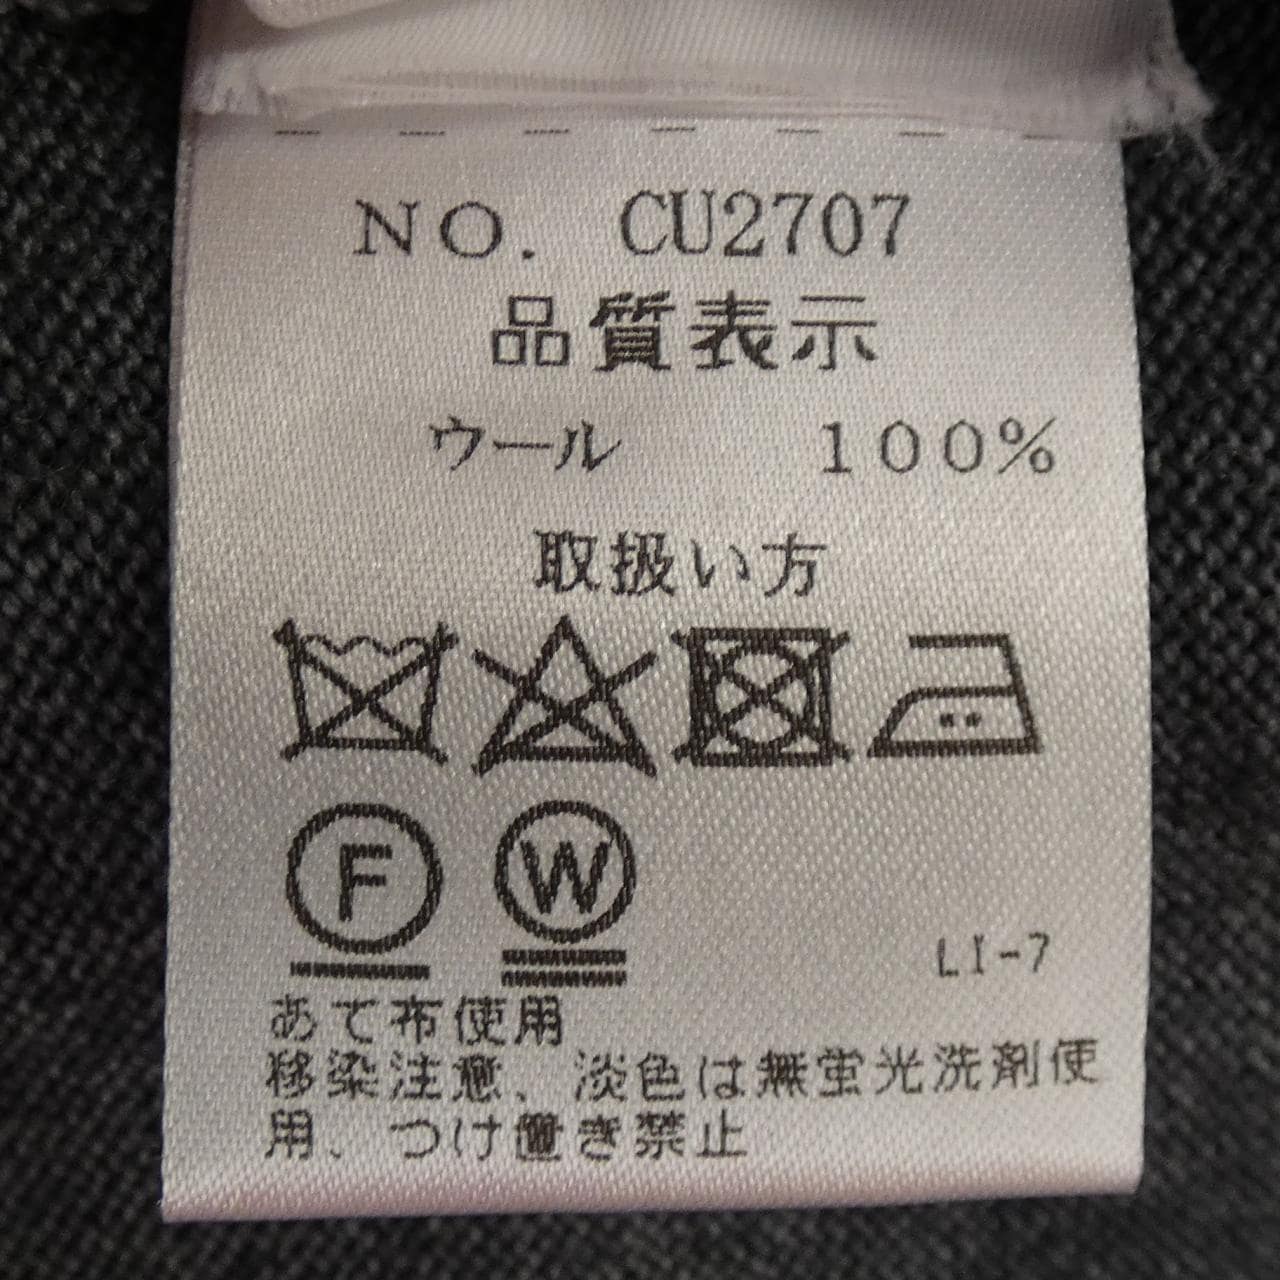 NO. CU2707
品質表示
ウール 100%
取扱い方
F W
LI-7
あて布使用
移染注意、淡色は無蛍光洗剤使
用、つけ置き禁止